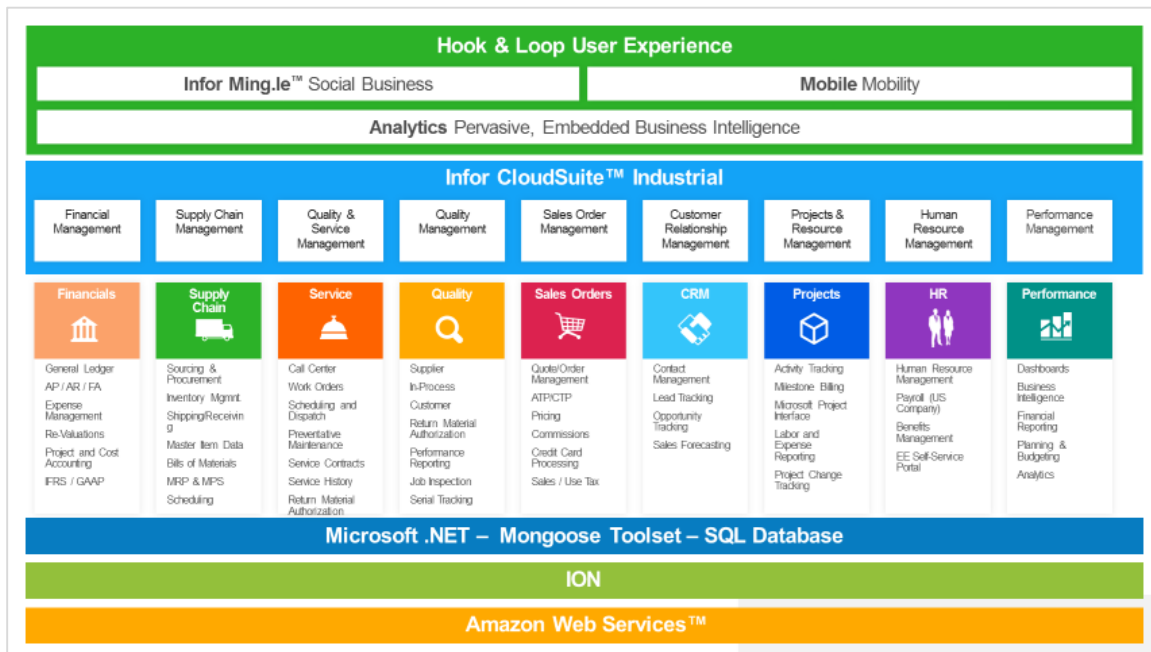 Hook & Loop User Experience
Infor Ming.le™ Social Business
Mobile Mobility
Analytics Pervasive, Embedded Business Intelligence
Infor CloudSuite™ Industrial
Financial
Management
Supply Chain
Management
Quality &
Service
Management
Quality
Management
Sales Order
Management
Customer
Relationship
Management
Projects &
Resource
Management
Human
Resource
Management
Performance
Management
Financials
General Ledger
AP / AR / FA
Expense
Management
Re-Valuations
Project and Cost
Accounting
IFRS / GAAP
Supply
Chain
Sourcing &
Procurement
Inventory Mgmnt.
Shipping/Receivin
g
Master Item Data
Bills of Materials
MRP & MPS
Scheduling
Service
Call Center
Work Orders
Scheduling and
Dispatch
Preventative
Maintenance
Service Contracts
Service History
Return Material
Authorization
Quality
Supplier
In-Process
Customer
Return Material
Authorization
Performance
Reporting
Job Inspection
Serial Tracking
Sales Orders
Quote/Order
Management
ATP/CTP
Pricing
Commissions
Credit Card
Processing
Sales / Use Tax
CRM
Contact
Management
Lead Tracking
Opportunity
Tracking
Sales Forecasting
Projects
Activity Tracking
Milestone Billing
Microsoft Project
Interface
Labor and
Expense
Reporting
Project Change
Tracking
HR
Human Resource
Management
Payroll (US
Company)
Benefits
Management
EE Self-Service
Portal
Performance
Dashboards
Business
Intelligence
Financial
Reporting
Planning &
Budgeting
Analytics
Microsoft .NET – Mongoose Toolset – SQL Database
ION
Amazon Web Services™